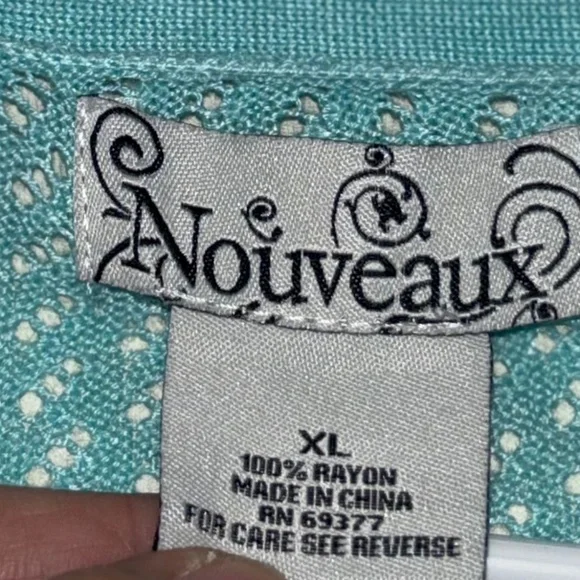 Nouveaux
XL
100% RAYON
MADE IN CHINA
RN 69377
FOR CARE SEE REVERSE